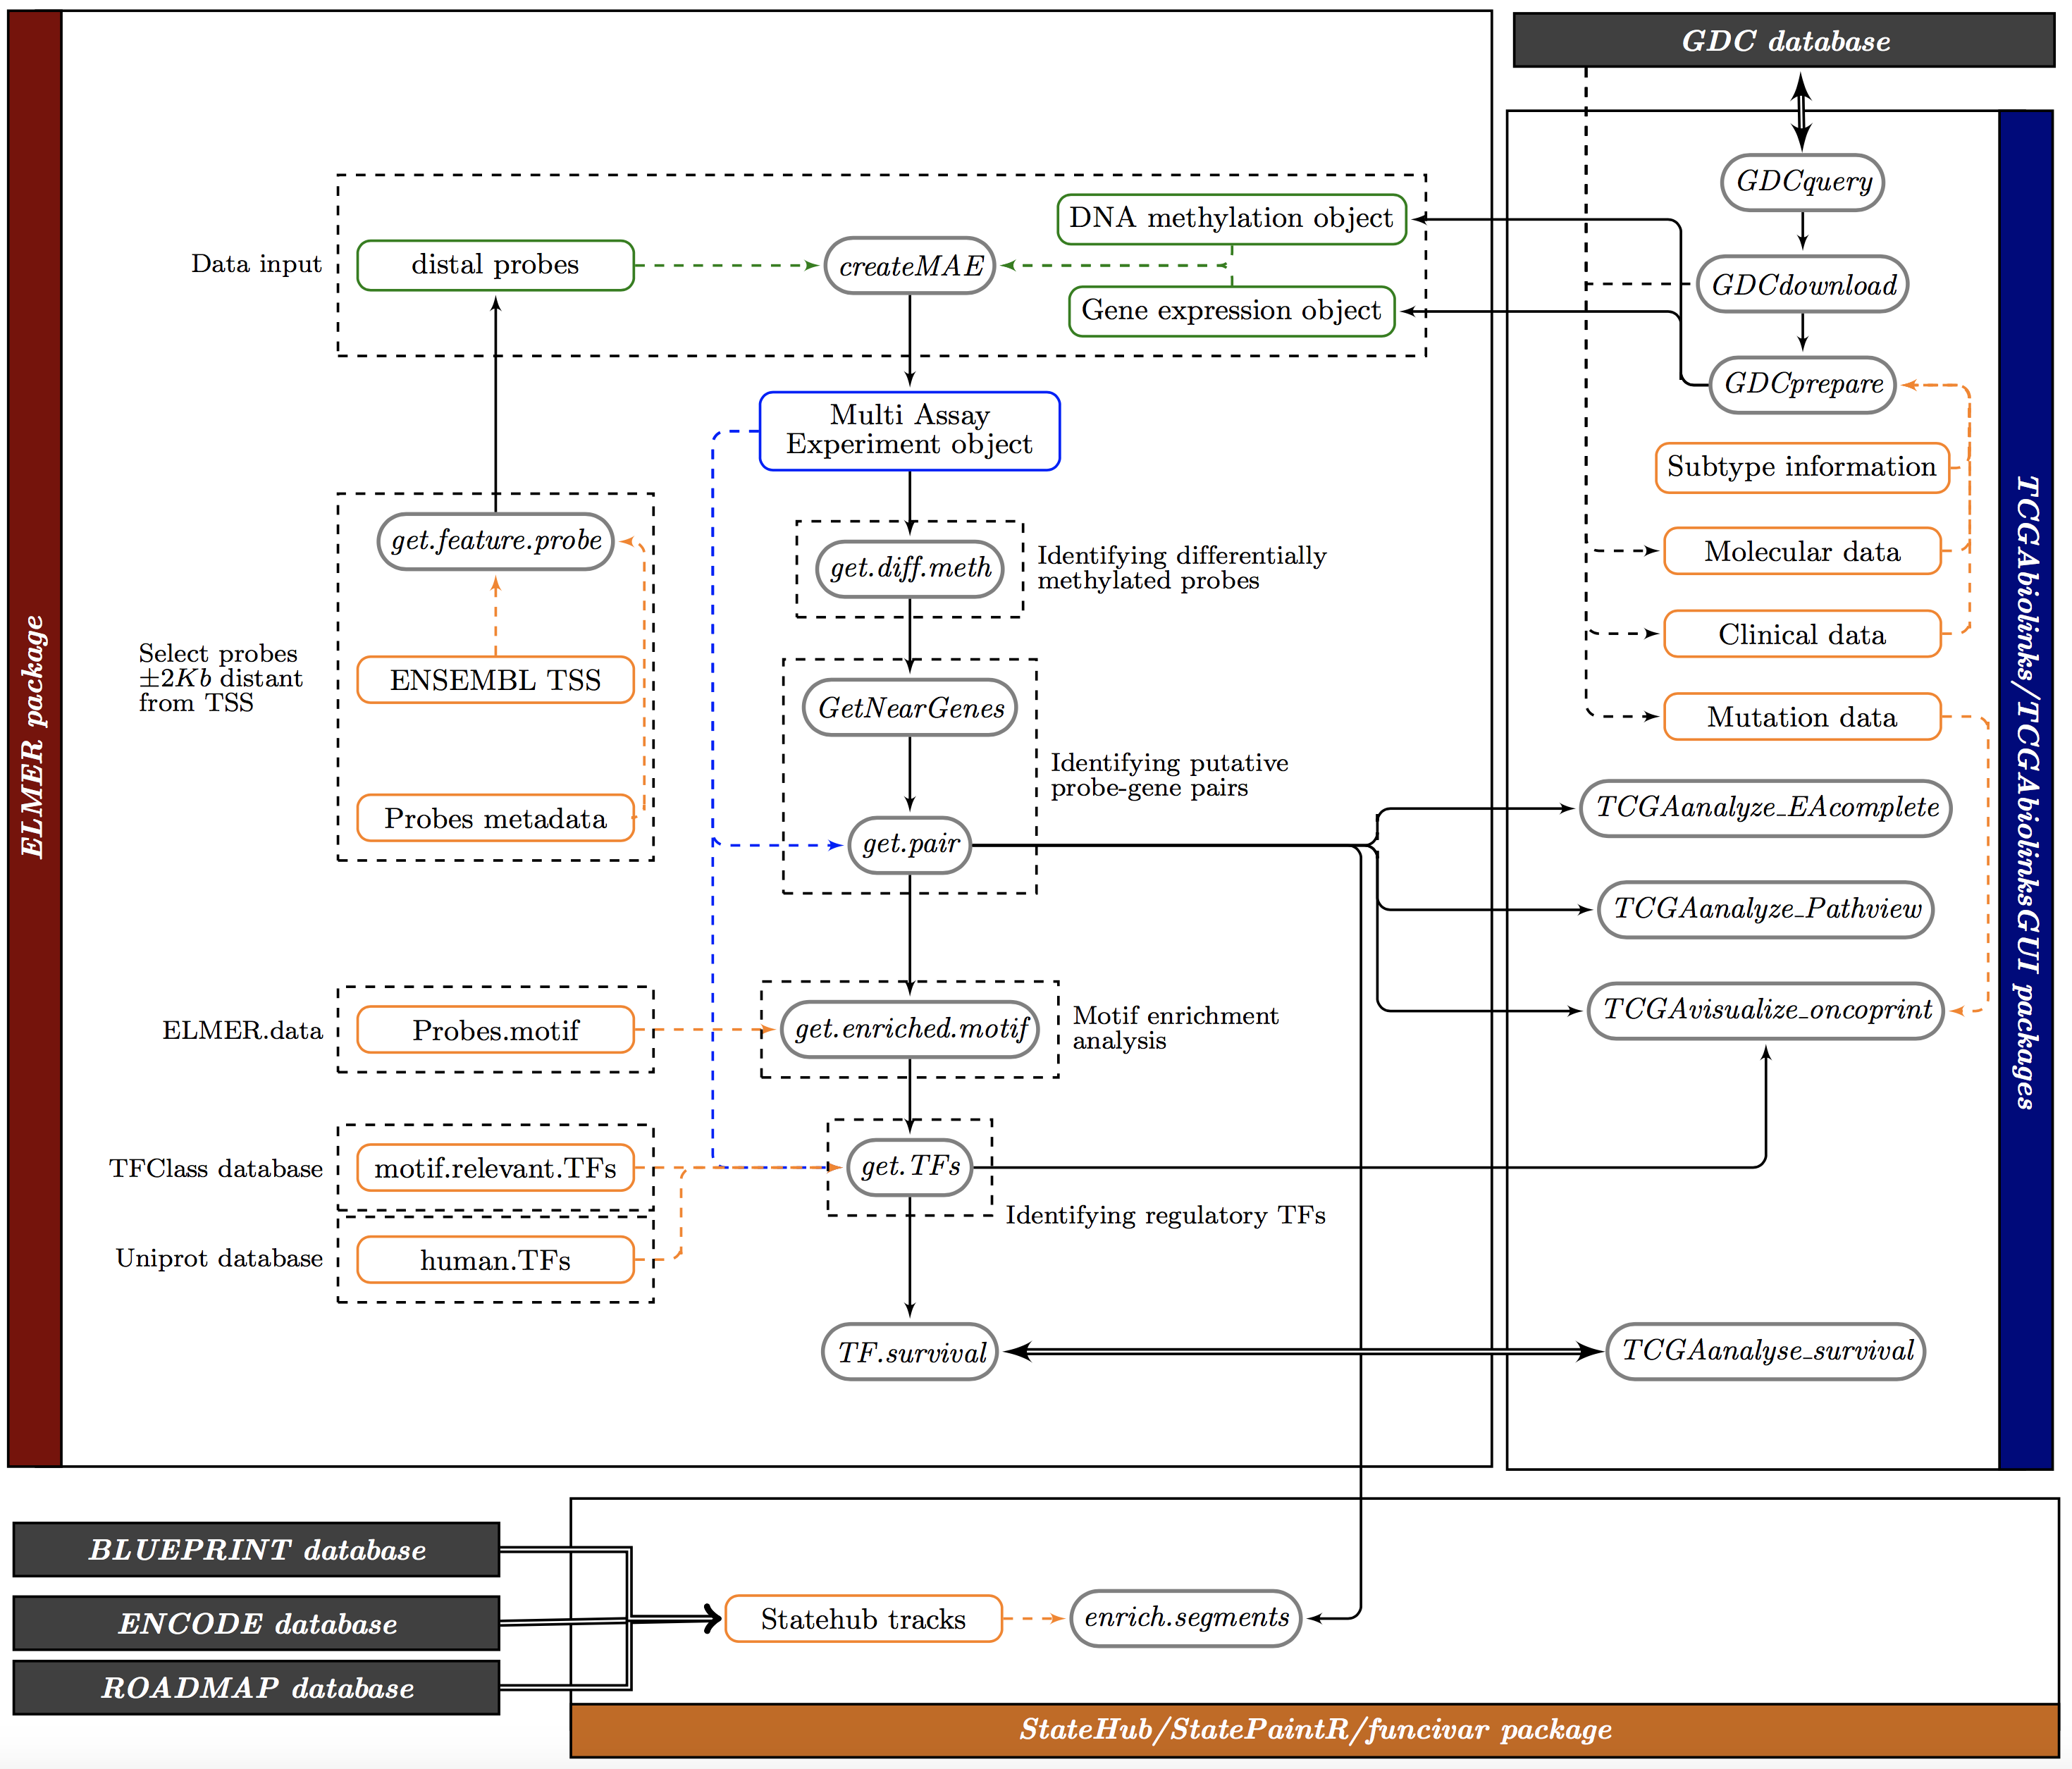 GDC database
ELMER package
TCGAbiolinks/TCGAbiolinksGUI packages
GDCquery
GDCdownload
GDCprepare
Subtype information
Molecular data
Clinical data
Mutation data
TCGAanalyze_EAcomplete
TCGAanalyze_Pathview
TCGAvisualize_oncoprint
TCGAanalyse_survival
Data input
distal probes
createMAE
DNA methylation object
Gene expression object
Multi Assay
Experiment object
get.feature.probe
ENSEMBL TSS
Probes metadata
Select probes
±2Kb distant
from TSS
get.diff.meth
Identifying differentially
methylated probes
GetNearGenes
get.pair
Identifying putative
probe-gene pairs
ELMER.data
Probes.motif
get.enriched.motif
Motif enrichment
analysis
TFClass database
motif.relevant.TFs
get.TFs
Identifying regulatory TFs
Uniprot database
human.TFs
TF.survival
BLUEPRINT database
ENCODE database
ROADMAP database
Statehub tracks
enrich.segments
StateHub/StatePaintR/funcivar package